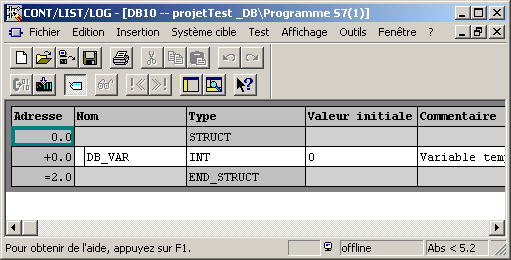 CONT/LIST/LOG - [DB10 -- projetTest _DB\Programme S7(1)]
Fichier Edition Insertion Système cible Test Affichage Outils Fenêtre ?
Adresse Nom Type Valeur initiale Commentaire
0.0 STRUCT
+0.0 DB_VAR INT 0 Variable
=2.0 END_STRUCT
Pour obtenir de l'aide, appuyez sur F1. offline Abs < 5.2